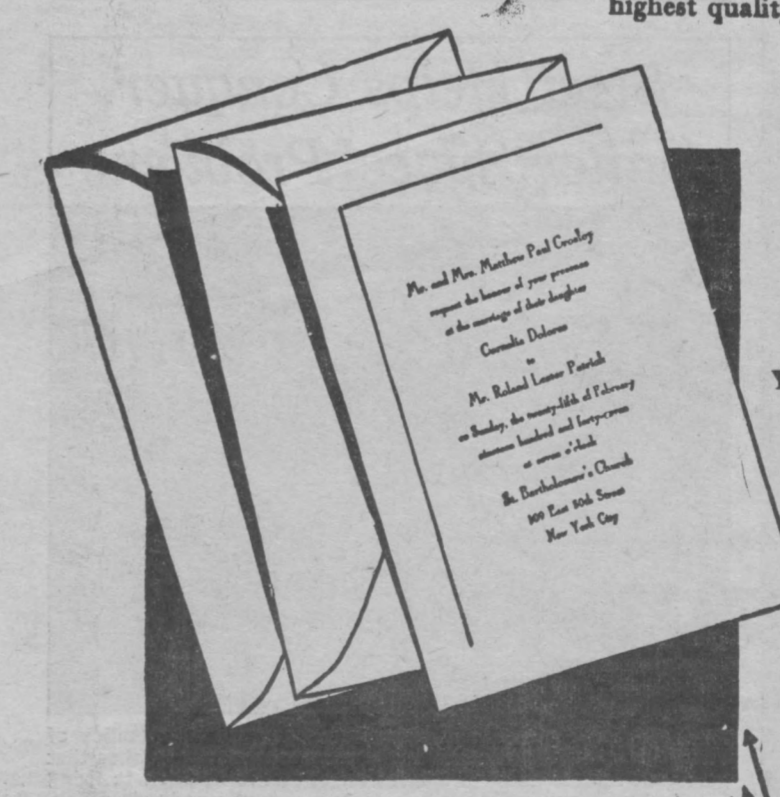 highest qualit
Mr. and Mrs. Matthew Paul Crosley
request the honour of your presence
at the marriage of their daughter
Cornelia Dolores
to
Mr. Roland Lester Patrick
on Sunday, the twenty-fifth of February
nineteen hundred and forty-seven
at seven o'clock
St. Bartholomew's Church
109 East 50th Street
New York City